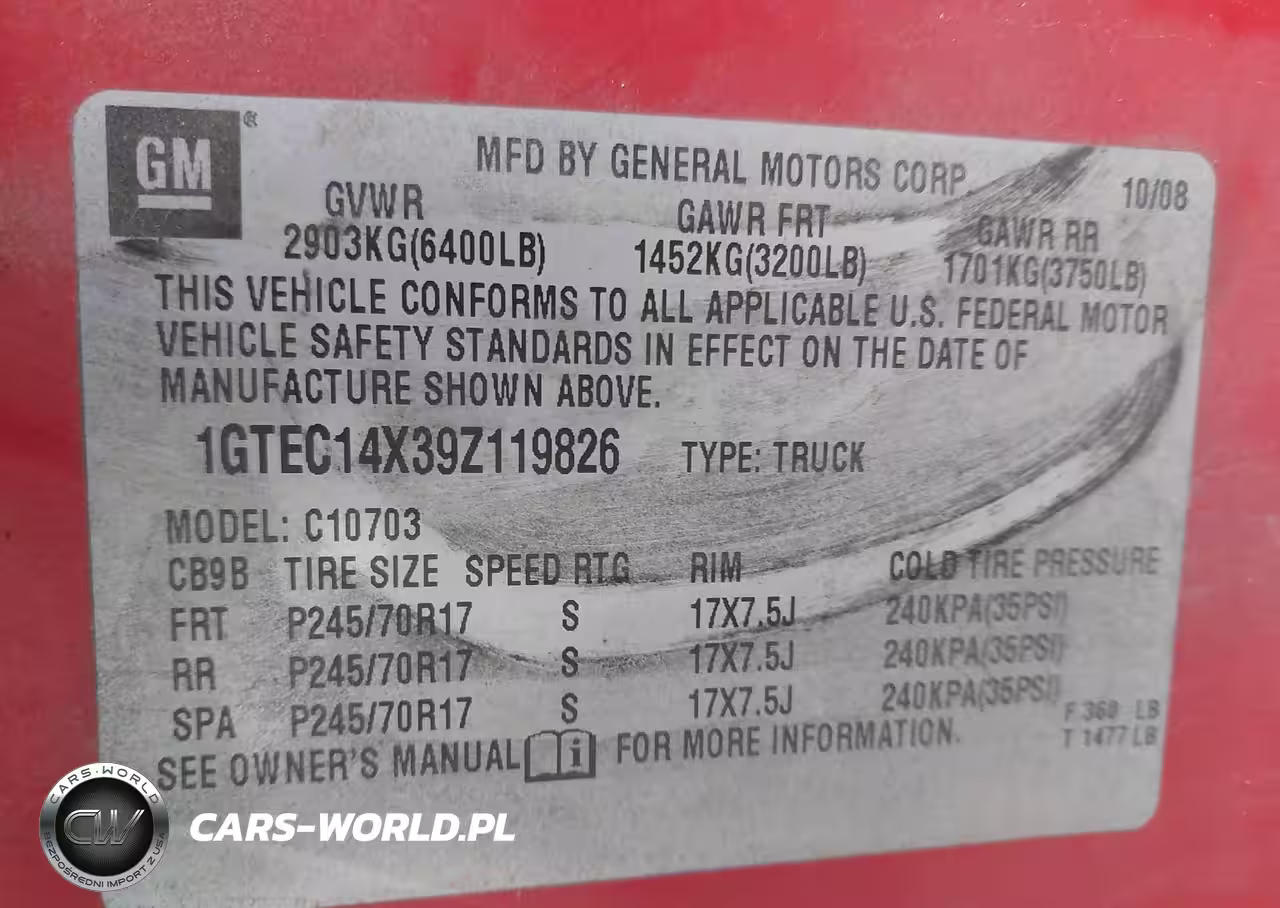 GM®
MFD BY GENERAL MOTORS CORP
10/08
GVWR GAWR FRT GAWR RR
2903KG(6400LB) 1452KG(3200LB) 1701KG(3750LB)
THIS VEHICLE CONFORMS TO ALL APPLICABLE U.S. FEDERAL MOTOR
VEHICLE SAFETY STANDARDS IN EFFECT ON THE DATE OF
MANUFACTURE SHOWN ABOVE.
1GTEC14X39Z119826 TYPE: TRUCK
MODEL: C10703
CB9B TIRE SIZE SPEED RTG RIM COLD TIRE PRESSURE
FRT P245/70R17 S 17X7.5J 240KPA(35PSI)
RR P245/70R17 S 17X7.5J 240KPA(35PSI)
SPA P245/70R17 S 17X7.5J 240KPA(35PSI)
F 360 LB
T 1477 LB
SEE OWNER'S MANUAL i FOR MORE INFORMATION.
CARS-WORLD
CW
BEZPOŚREDNI IMPORT Z USA
CARS-WORLD.PL